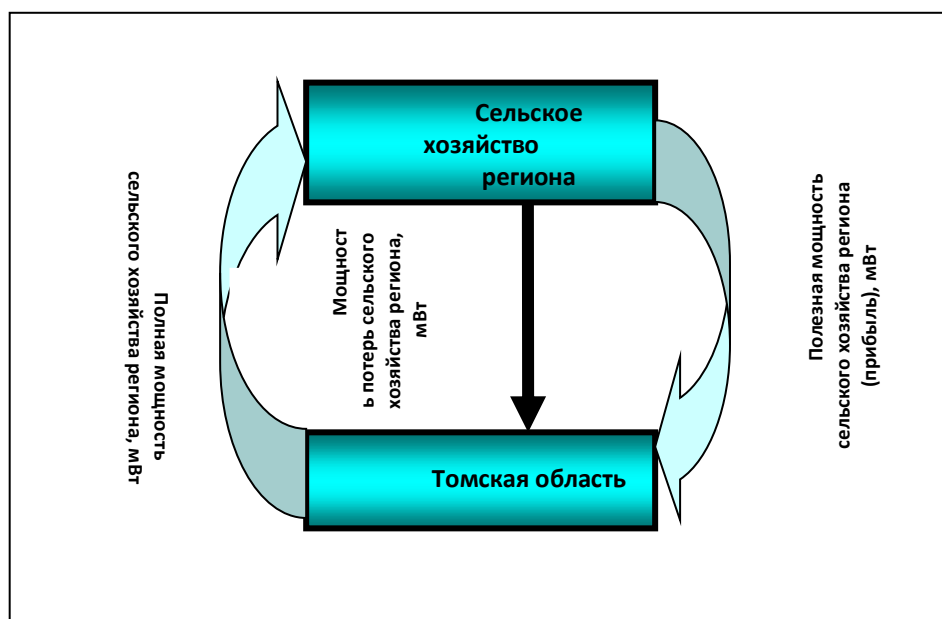 Сельское
хозяйство
региона
Полная мощность
сельского хозяйства региона, мВт
Мощност
ь потерь сельского
хозяйства региона,
мВт
Полезная мощность
сельского хозяйства региона
(прибыль), мВт
Томская область